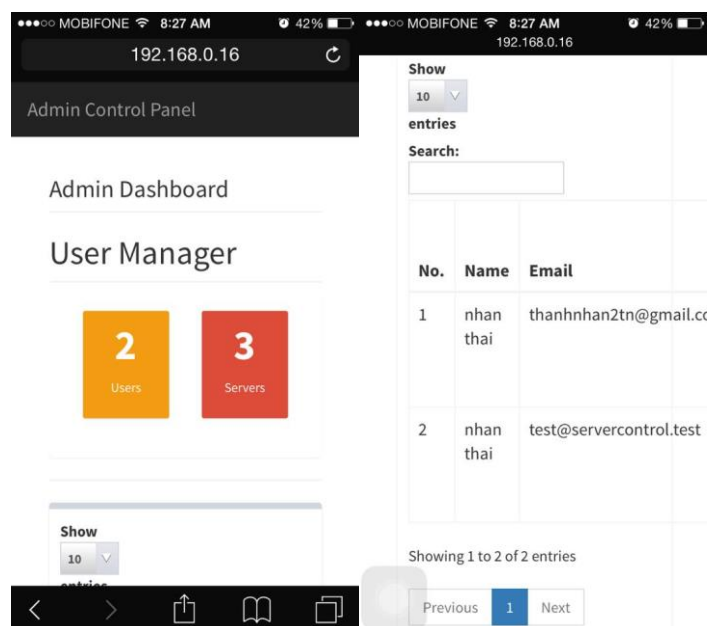 MOBIFONE 8:27 AM 42%
192.168.0.16
Admin Control Panel
Admin Dashboard
User Manager
2
Users
3
Servers
Show
10
entries
MOBIFONE 8:27 AM 42%
192.168.0.16
Show
10
entries
Search:
No. Name Email
1 nhan thanhnhan2tn@gmail.co
thai
2 nhan test@servercontrol.test
thai
Showing 1 to 2 of 2 entries
Previous 1 Next